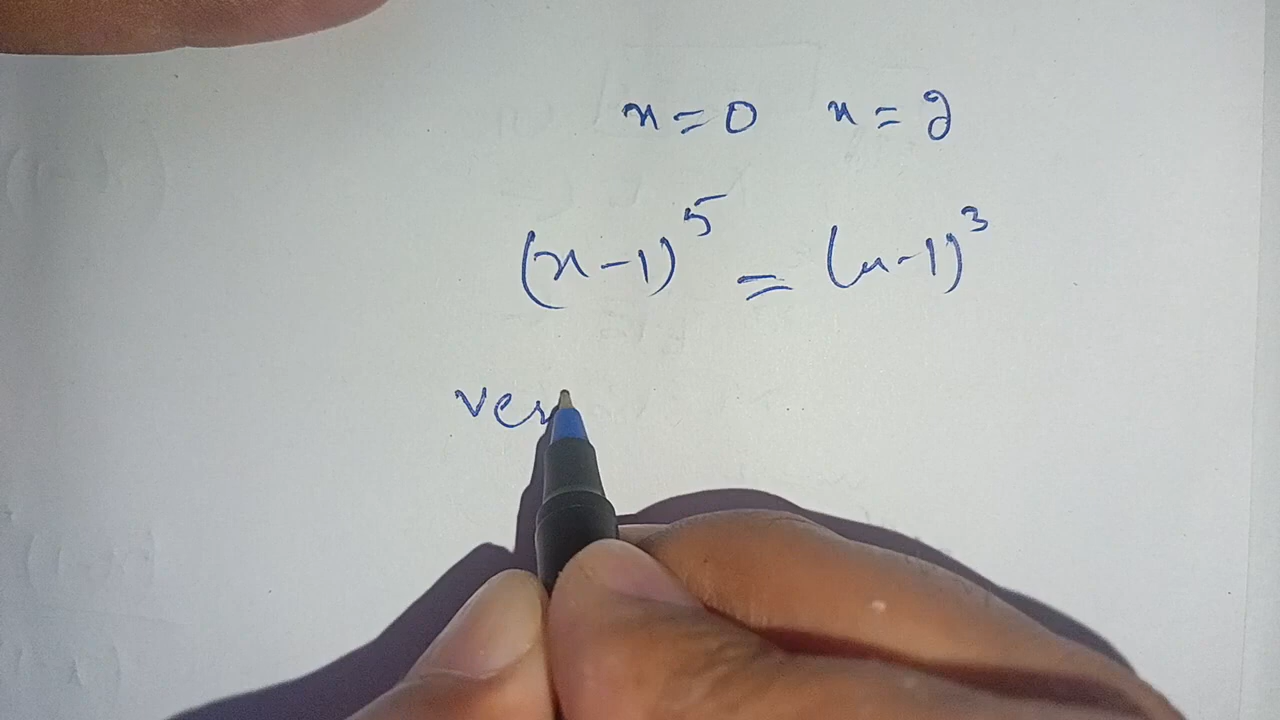 x=0 x=2
(x-1)⁵ = (x-1)³
ver